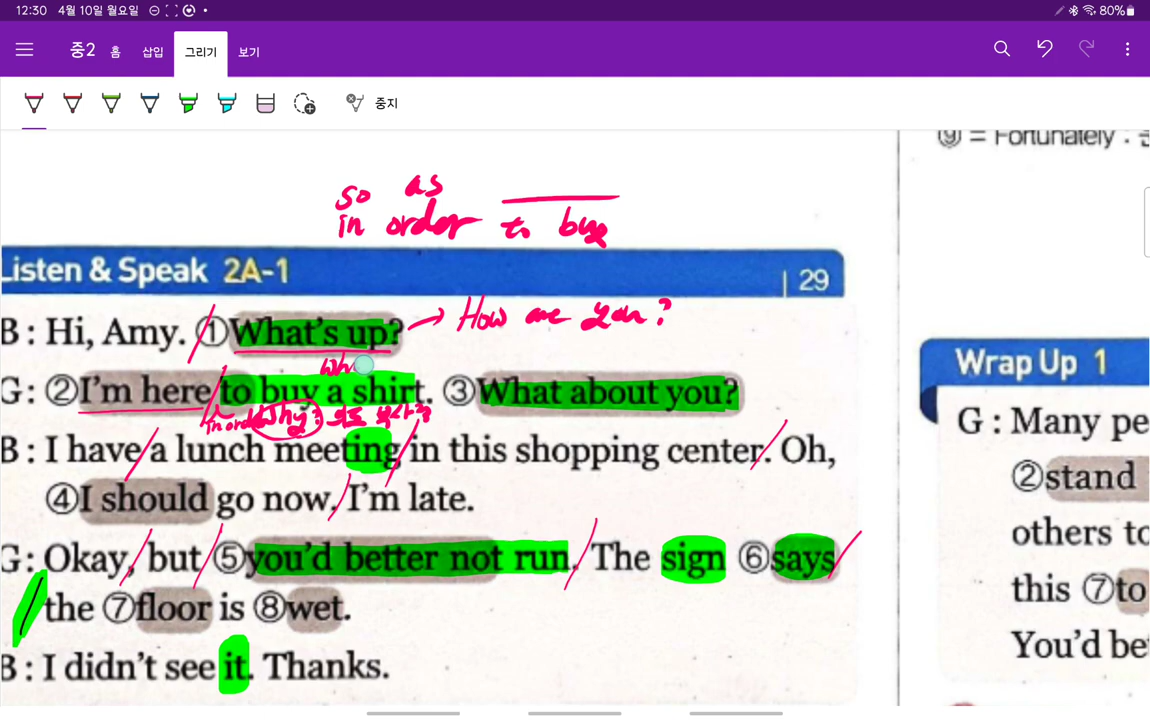 12:30 4월 10일 월요일 80%
중2 홈 삽입 그리기 보기
중지
⑨ = Fortunately :
so as
in order to buy
Listen & Speak 2A-1 29
B : Hi, Amy. ①What's up? → How are you?
G : ②I'm here to buy a shirt. ③What about you?
in order Why?
B : I have a lunch meeting in this shopping center. Oh,
④I should go now. I'm late.
G : Okay, but ⑤you'd better not run. The sign ⑥says
the ⑦floor is ⑧wet.
B : I didn't see it. Thanks.
Wrap Up 1
G : Many pe
②stand
others to
this ⑦to
You'd be